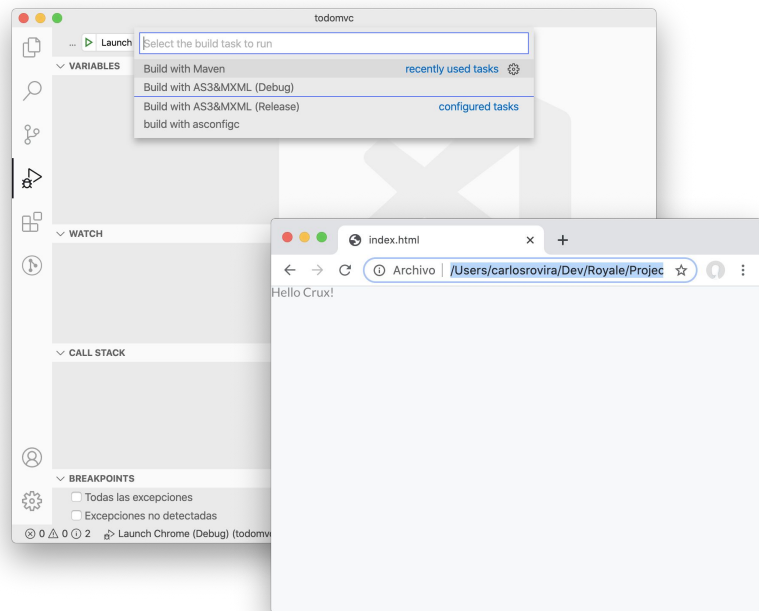 todomvc
... Launch
Select the build task to run
VARIABLES
Build with Maven recently used tasks
Build with AS3&MXML (Debug)
Build with AS3&MXML (Release) configured tasks
build with asconfigc
WATCH
index.html
Archivo | /Users/carlosrovira/Dev/Royale/Projec
Hello Crux!
CALL STACK
BREAKPOINTS
Todas las excepciones
Excepciones no detectadas
0 0 2 Launch Chrome (Debug) (todomv